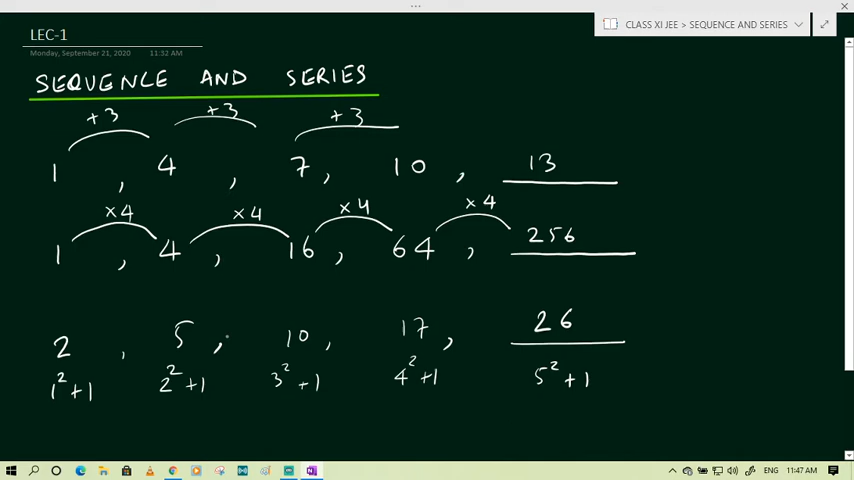 CLASS XI JEE > SEQUENCE AND SERIES
LEC-1
Monday, September 21, 2020 11:32 AM
SEQUENCE AND SERIES
+3 +3 +3
1, 4, 7, 10, 13
×4 ×4 ×4 ×4
1, 4, 16, 64, 256
2, 5, 10, 17, 26
1²+1 2²+1 3²+1 4²+1 5²+1
ENG 11:47 AM